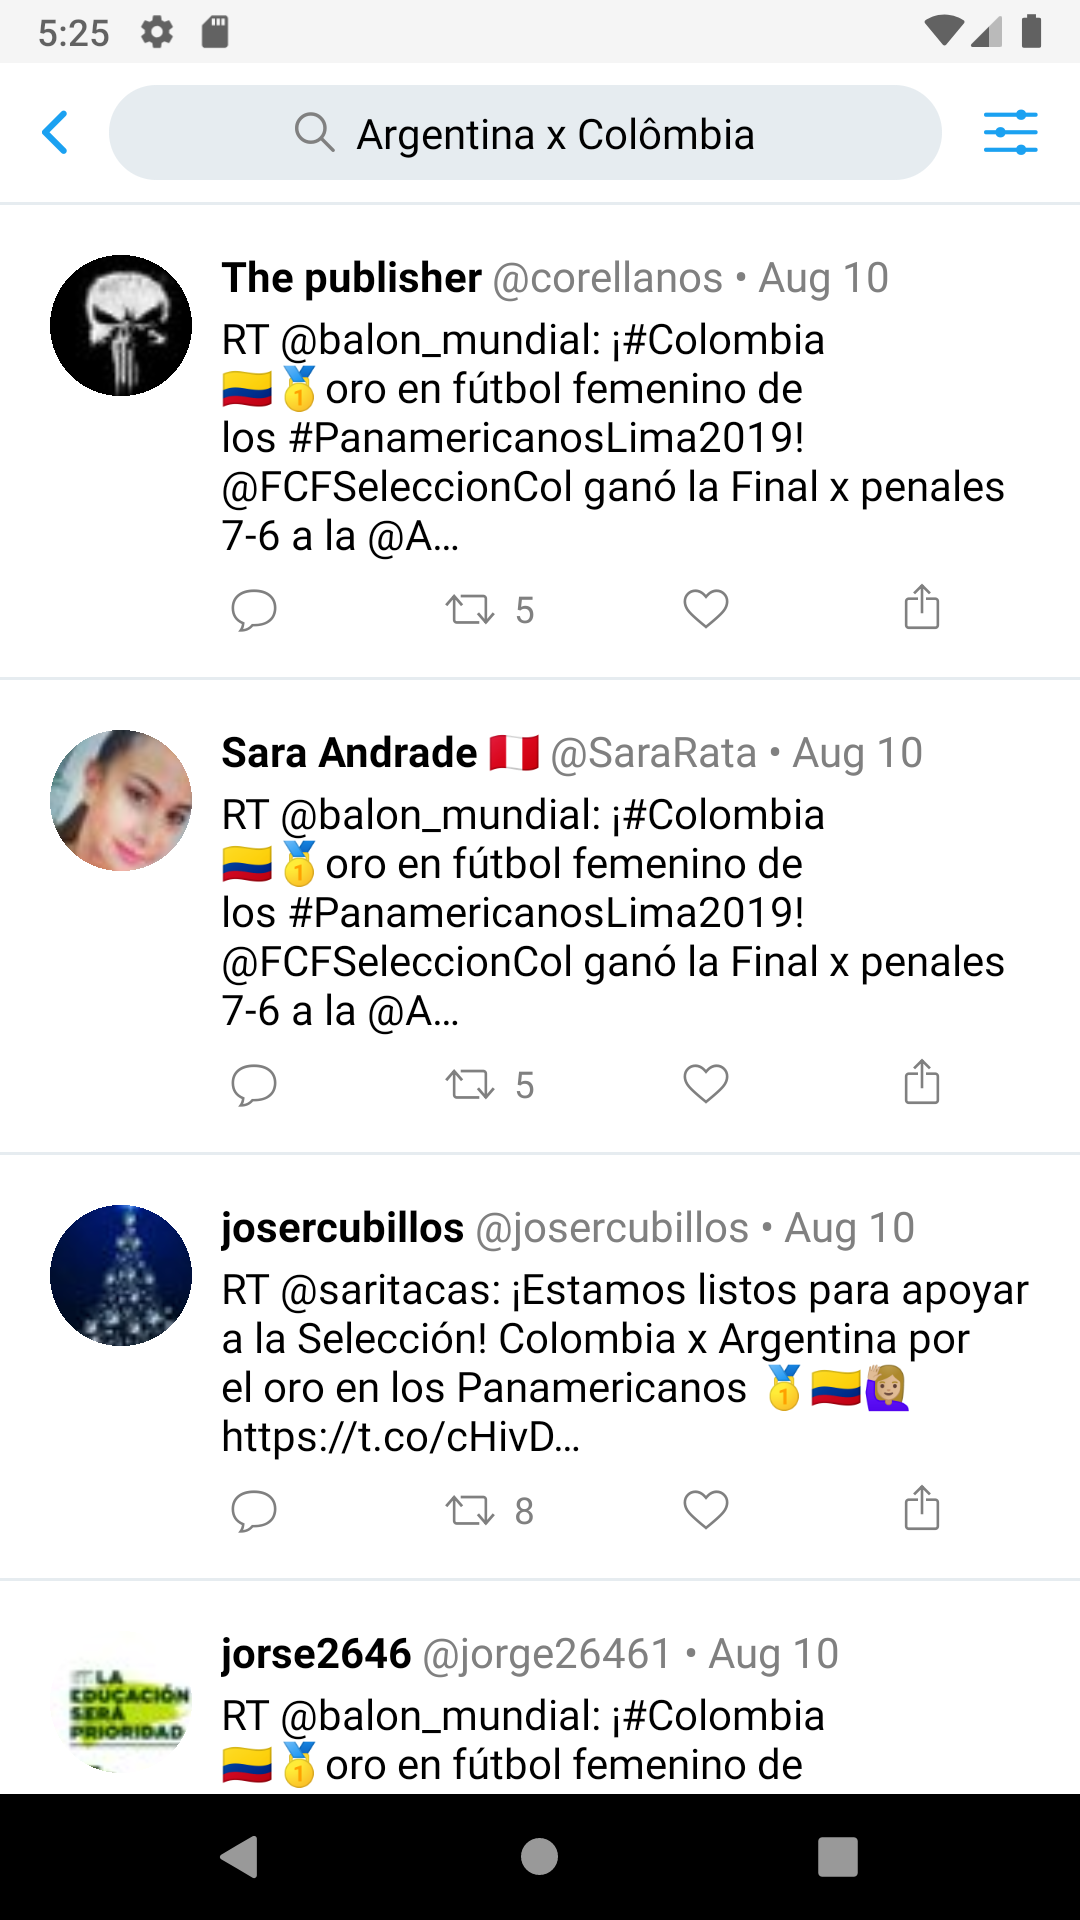 5:25
Argentina x Colômbia
The publisher @corellanos • Aug 10
RT @balon_mundial: ¡#Colombia
🇨🇴🥇oro en fútbol femenino de
los #PanamericanosLima2019!
@FCFSeleccionCol ganó la Final x penales
7-6 a la @A…
5
Sara Andrade 🇵🇪 @SaraRata • Aug 10
RT @balon_mundial: ¡#Colombia
🇨🇴🥇oro en fútbol femenino de
los #PanamericanosLima2019!
@FCFSeleccionCol ganó la Final x penales
7-6 a la @A…
5
josercubillos @josercubillos • Aug 10
RT @saritacas: ¡Estamos listos para apoyar
a la Selección! Colombia x Argentina por
el oro en los Panamericanos 🥇🇨🇴🙋🏼‍♀️
https://t.co/cHivD…
8
jorse2646 @jorge26461 • Aug 10
LA
EDUCACIÓN
SERÁ
PRIORIDAD
RT @balon_mundial: ¡#Colombia
🇨🇴🥇oro en fútbol femenino de